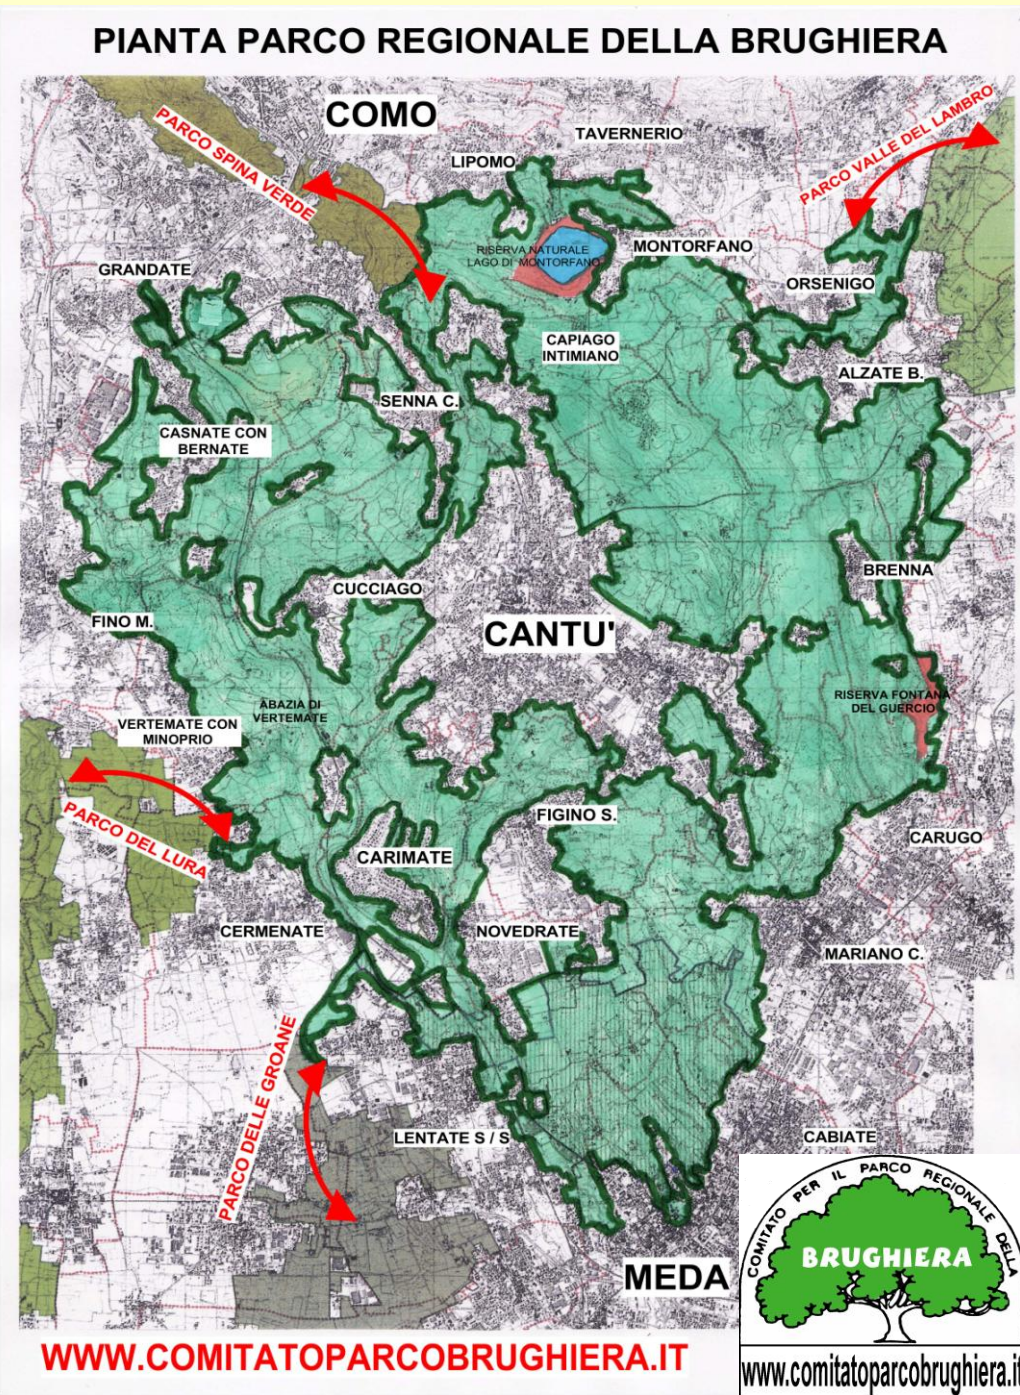 PIANTA PARCO REGIONALE DELLA BRUGHIERA
COMO
TAVERNERIO
PARCO VALLE DEL LAMBRO
PARCO SPINA VERDE
LIPOMO
MONTORFANO
RISERVA NATURALE
LAGO DI MONTORFANO
GRANDATE
ORSENIGO
CAPIAGO
INTIMIANO
ALZATE B.
SENNA C.
CASNATE CON
BERNATE
BRENNA
CUCCIAGO
FINO M.
CANTU'
RISERVA FONTANA
DEL GUERCIO
ABAZIA DI
VERTEMATE
VERTEMATE CON
MINOPRIO
PARCO DEL LURA
FIGINO S.
CARUGO
CARIMATE
CERMENATE
NOVEDRATE
MARIANO C.
PARCO DELLE GROANE
LENTATE S / S
CABIATE
MEDA
COMITATO PER IL PARCO REGIONALE DELLA
BRUGHIERA
WWW.COMITATOPARCOBRUGHIERA.IT
www.comitatoparcobrughiera.it